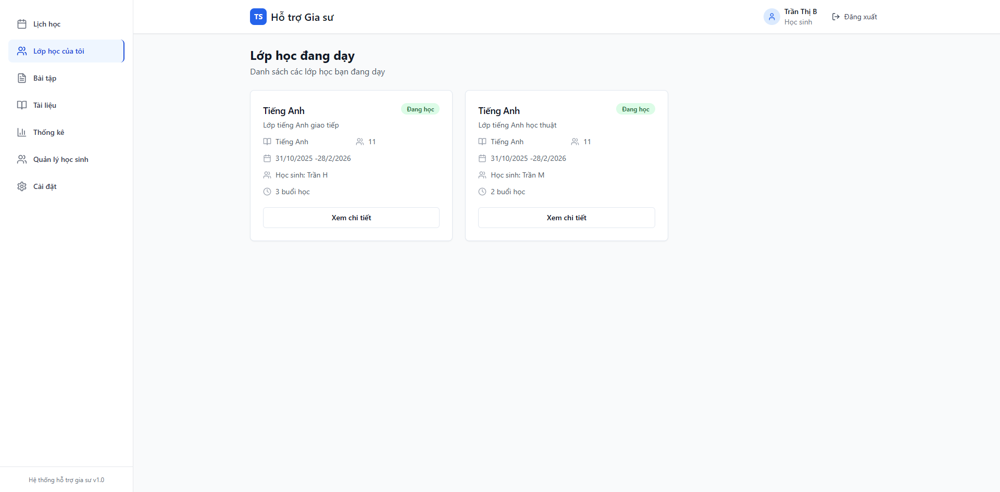 Lịch học
Lớp học của tôi
Bài tập
Tài liệu
Thống kê
Quản lý học sinh
Cài đặt
Hệ thống hỗ trợ gia sư v1.0
TS Hỗ trợ Gia sư
Trần Thị B
Học sinh
Đăng xuất
Lớp học đang dạy
Danh sách các lớp học bạn đang dạy
Tiếng Anh
Đang học
Lớp tiếng Anh giao tiếp
Tiếng Anh 11
31/10/2025 -28/2/2026
Học sinh: Trần H
3 buổi học
Xem chi tiết
Tiếng Anh
Đang học
Lớp tiếng Anh học thuật
Tiếng Anh 11
31/10/2025 -28/2/2026
Học sinh: Trần M
2 buổi học
Xem chi tiết